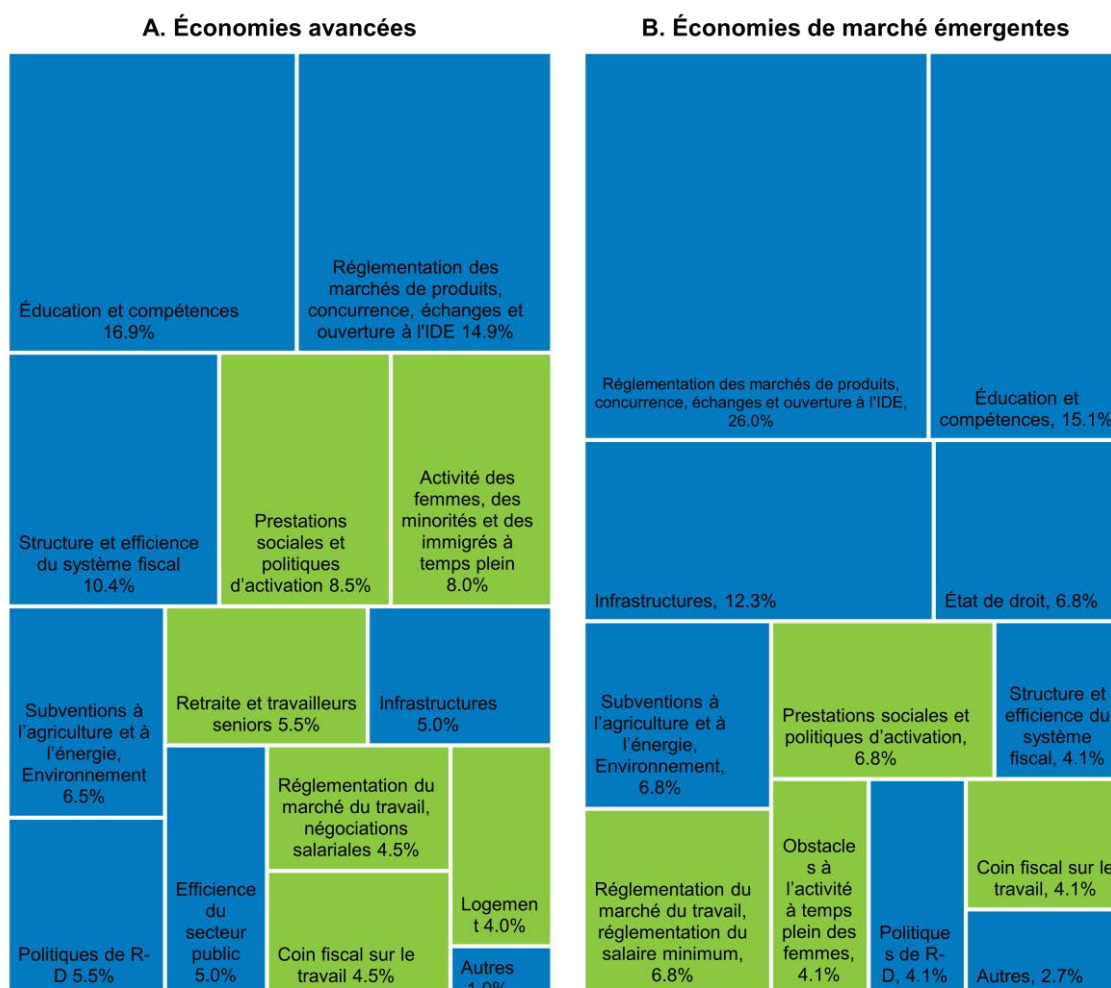 A. Économies avancées
Éducation et compétences
16.9%
Réglementation des
marchés de produits,
concurrence, échanges et
ouverture à l'IDE 14.9%
Structure et efficience
du système fiscal
10.4%
Prestations
sociales et
politiques
d'activation 8.5%
Activité des
femmes, des
minorités et des
immigrés à
temps plein
8.0%
Subventions à
l'agriculture et à
l'énergie,
Environnement
6.5%
Retraite et travailleurs
seniors 5.5%
Infrastructures
5.0%
Politiques de R-
D 5.5%
Efficience
du
secteur
public
5.0%
Réglementation du
marché du travail,
négociations
salariales 4.5%
Coin fiscal sur le
travail 4.5%
Logemen
t 4.0%
Autres
1.0%
B. Économies de marché émergentes
Réglementation des marchés de produits,
concurrence, échanges et ouverture à l'IDE,
26.0%
Éducation et
compétences, 15.1%
Infrastructures, 12.3%
État de droit, 6.8%
Subventions à
l'agriculture et à
l'énergie,
Environnement,
6.8%
Prestations sociales et
politiques d'activation,
6.8%
Structure et
efficience du
système
fiscal, 4.1%
Réglementation du
marché du travail,
réglementation du
salaire minimum,
6.8%
Obstacle
s à
l'activité
à temps
plein des
femmes,
4.1%
Politique
s de R-
D, 4.1%
Coin fiscal sur le
travail, 4.1%
Autres, 2.7%